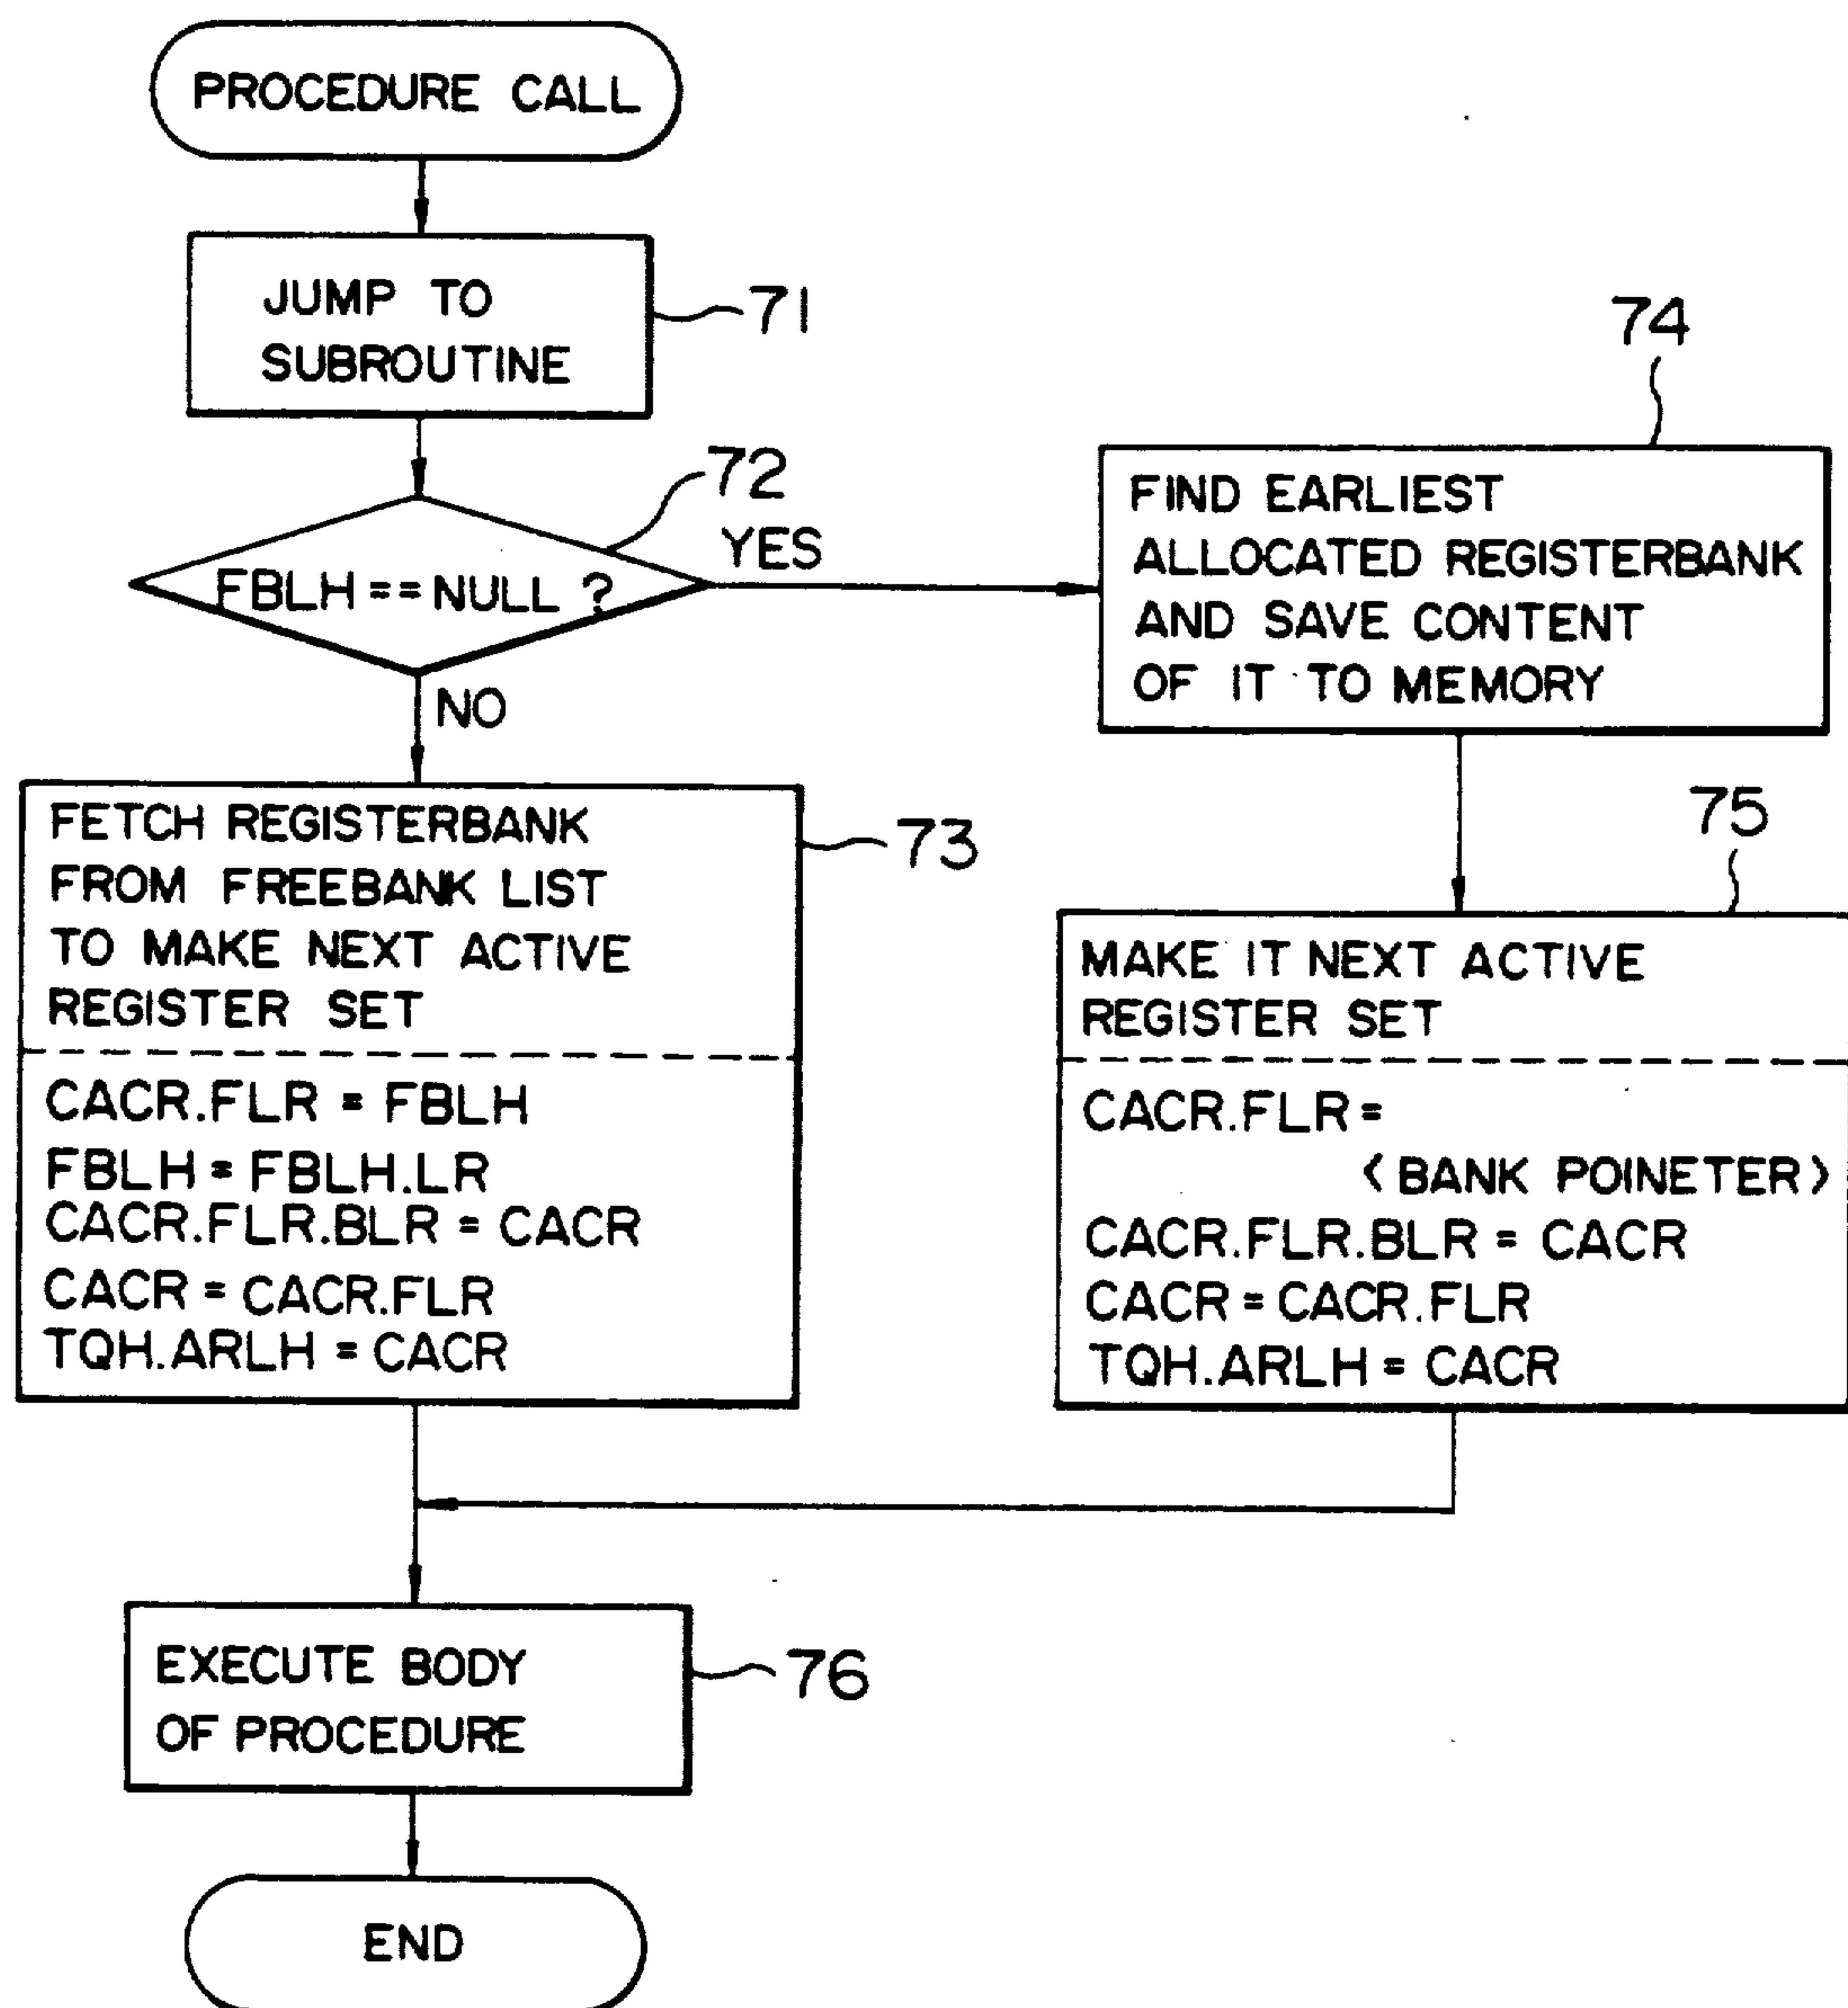 PROCEDURE CALL
JUMP TO
SUBROUTINE
71
72
FBLH == NULL ?
YES
NO
74
FIND EARLIEST
ALLOCATED REGISTERBANK
AND SAVE CONTENT
OF IT TO MEMORY
FETCH REGISTERBANK
FROM FREEBANK LIST
TO MAKE NEXT ACTIVE
REGISTER SET
73
CACR.FLR = FBLH
FBLH = FBLH.LR
CACR.FLR.BLR = CACR
CACR = CACR.FLR
TQH.ARLH = CACR
75
MAKE IT NEXT ACTIVE
REGISTER SET
CACR.FLR =
< BANK POINETER >
CACR.FLR.BLR = CACR
CACR = CACR.FLR
TQH.ARLH = CACR
EXECUTE BODY
OF PROCEDURE
76
END